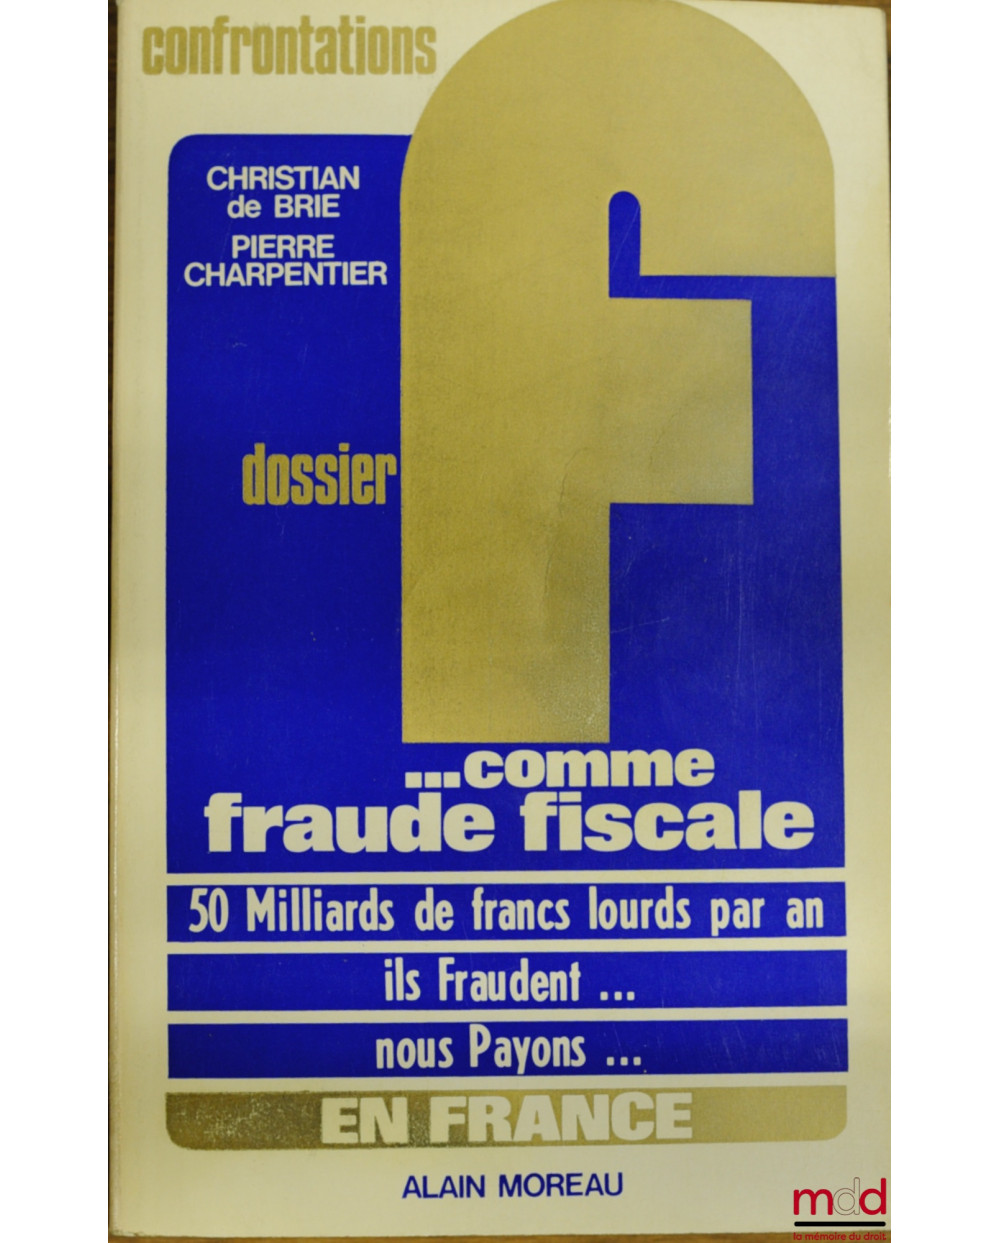 confrontations
CHRISTIAN
de BRIE
PIERRE
CHARPENTIER
dossier
f
...comme
fraude fiscale
50 Milliards de francs lourds par an
ils Fraudent ...
nous Payons ...
EN FRANCE
ALAIN MOREAU
mdd
la mémoire du droit